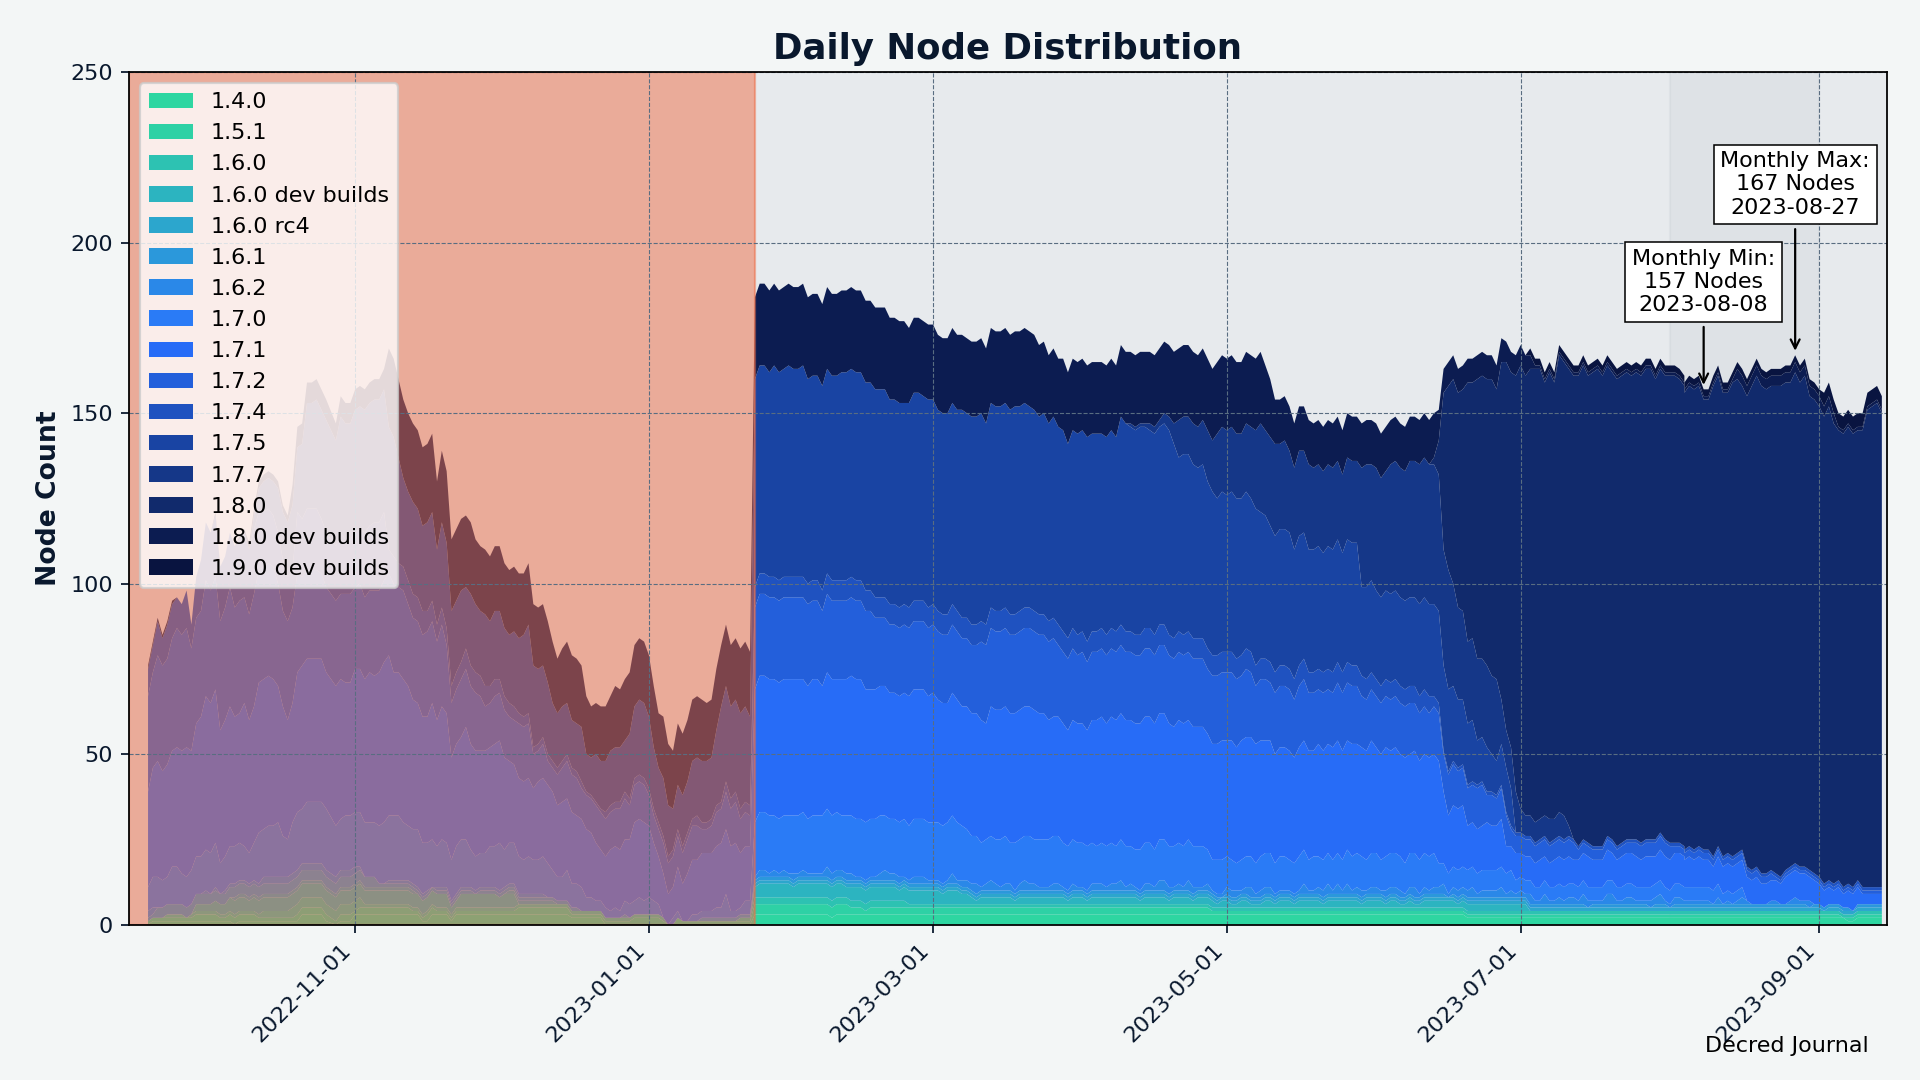 Daily Node Distribution
Node Count
250
200
150
100
50
0
1.4.0
1.5.1
1.6.0
1.6.0 dev builds
1.6.0 rc4
1.6.1
1.6.2
1.7.0
1.7.1
1.7.2
1.7.4
1.7.5
1.7.7
1.8.0
1.8.0 dev builds
1.9.0 dev builds
Monthly Max:
167 Nodes
2023-08-27
Monthly Min:
157 Nodes
2023-08-08
2022-11-01
2023-01-01
2023-03-01
2023-05-01
2023-07-01
2023-09-01
Decred Journal